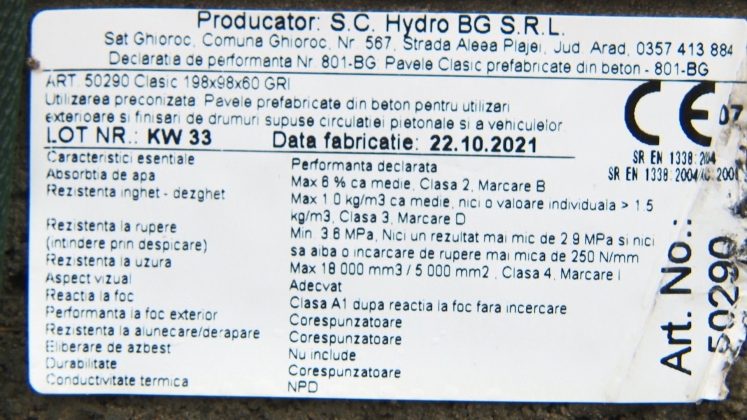 Producator: S.C. Hydro BG S.R.L.
Sat Ghioroc, Comuna Ghioroc, Nr. 567, Strada Aleea Plajei, Jud. Arad, 0357 413 884
Declaratia de performanta Nr. 801-BG. Pavele Clasic prefabricate din beton - 801-BG
ART. 50290 Clasic 198x98x60 GRI
Utilizarea preconizata: Pavele prefabricate din beton pentru utilizari
exterioare si finisari de drumuri supuse circulatiei pietonale si a vehiculelor
CE 07
LOT NR.: KW 33 Data fabricatie: 22.10.2021
SR EN 1338:
SR EN 1338:2004/
Caracteristici esentiale Performanta declarata
Absorbtia de apa Max 6 % ca medie, Clasa 2, Marcare B
Rezistenta inghet - dezghet Max 1.0 kg/m3 ca medie, nici o valoare individuala > 1.5
kg/m3, Clasa 3, Marcare D
Rezistenta la rupere Min. 3.6 MPa, Nici un rezultat mai mic de 2.9 MPa si nici
(intindere prin despicare) sa aiba o incarcare de rupere mai mica de 250 N/mm
Rezistenta la uzura Max 18 000 mm3 / 5 000 mm2 , Clasa 4, Marcare I
Aspect vizual Adecvat
Reactia la foc Clasa A1 dupa reactia la foc fara incercare
Performanta la foc exterior Corespunzatoare
Rezistenta la alunecare/derapare Corespunzatoare
Eliberare de azbest Nu include
Durabilitate Corespunzatoare
Conductivitate termica NPD
Art. No.:
50290